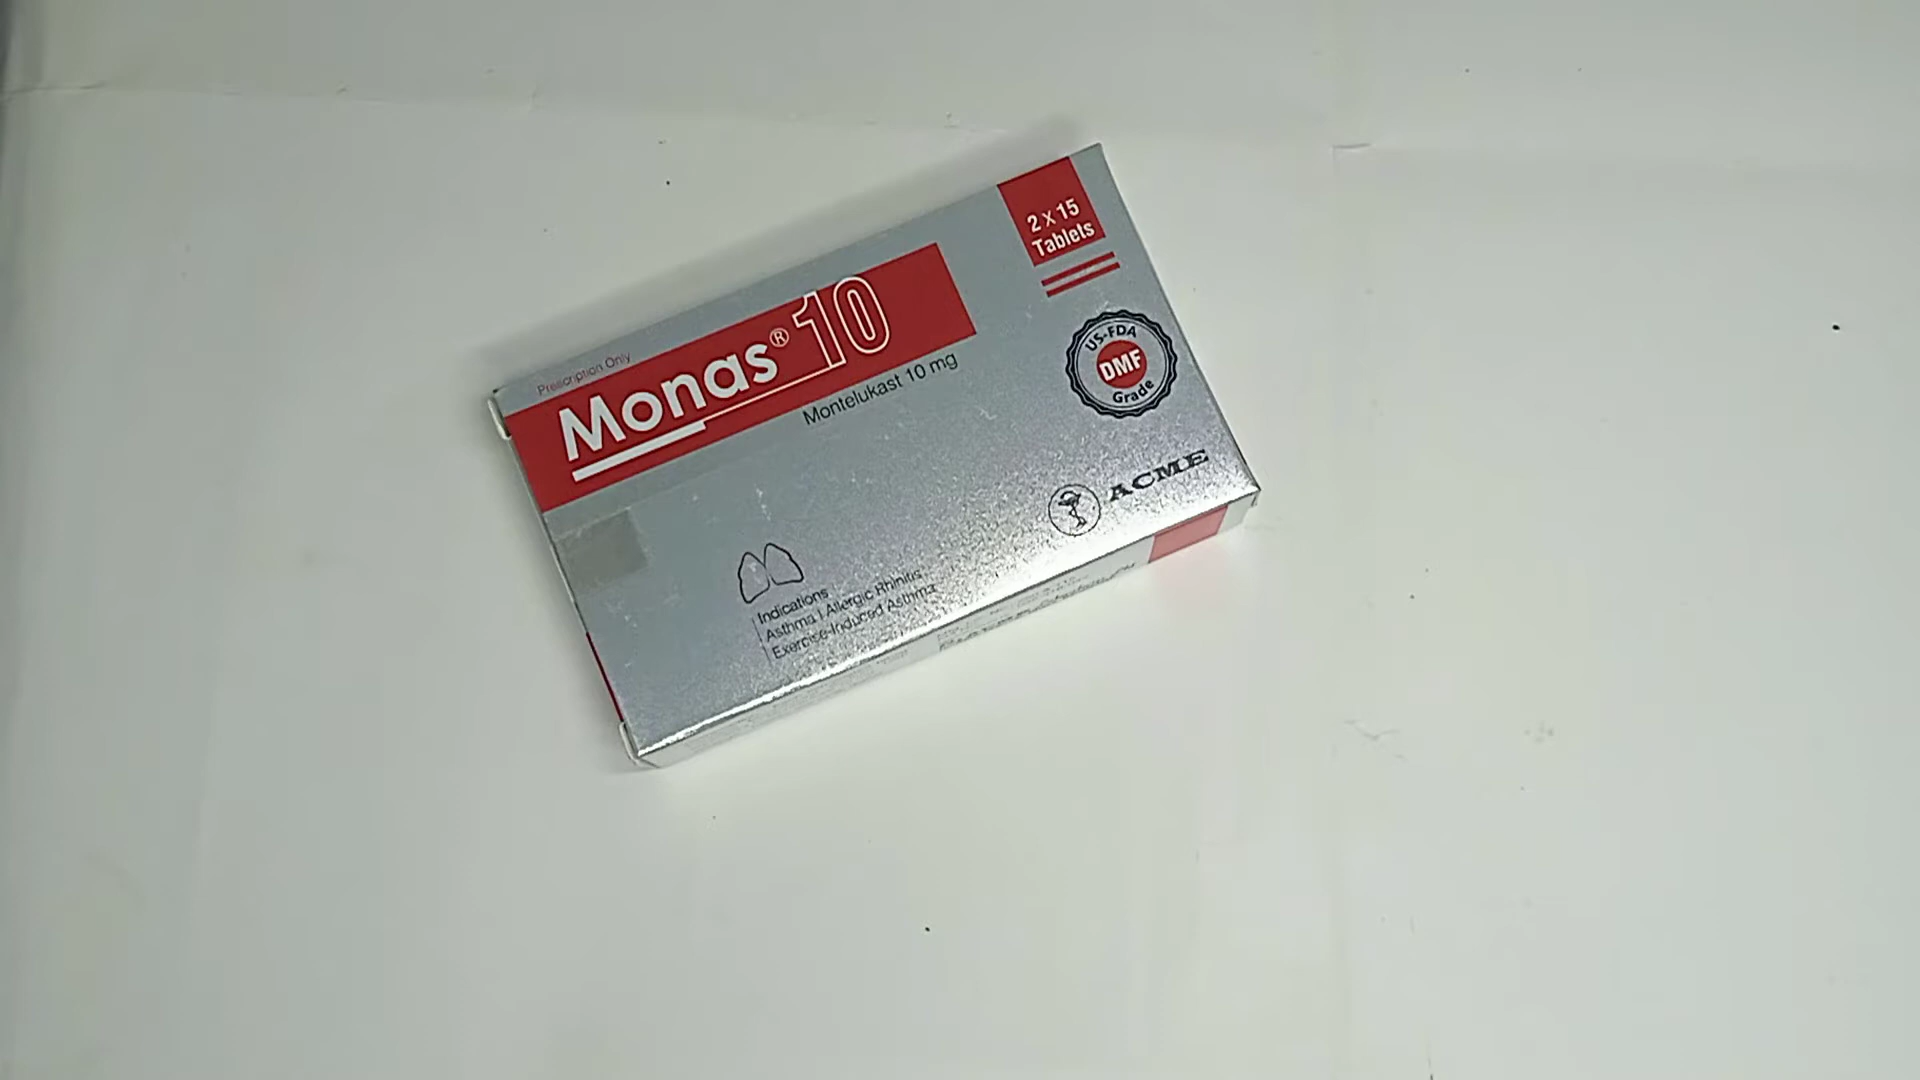 Prescription Only
Monas® 10
Montelukast 10 mg
2 x 15
Tablets
US-FDA
DMF
Grade
ACME
Indications
Asthma | Allergic Rhinitis
Exercise-Induced Asthma